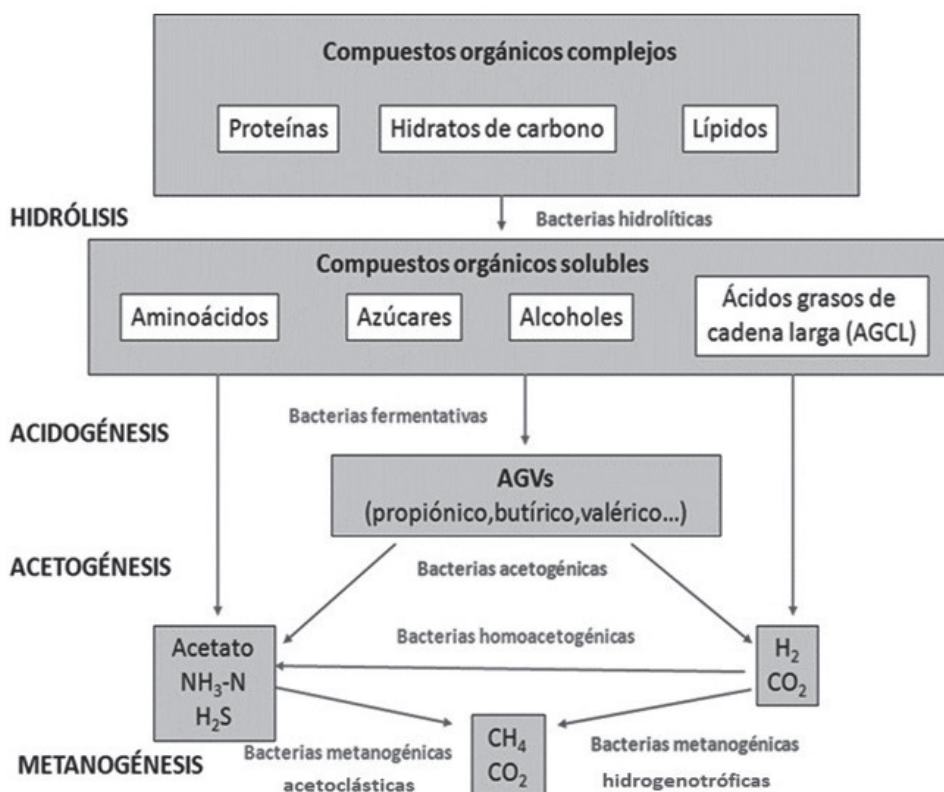 Compuestos orgánicos complejos
Proteínas
Hidratos de carbono
Lípidos
HIDRÓLISIS
Bacterias hidrolíticas
Compuestos orgánicos solubles
Aminoácidos
Azúcares
Alcoholes
Ácidos grasos de
cadena larga (AGCL)
Bacterias fermentativas
ACIDOGÉNESIS
AGVs
(propiónico,butírico,valérico...)
ACETOGÉNESIS
Bacterias acetogénicas
Bacterias homoacetogénicas
Acetato
NH₃-N
H₂S
H₂
CO₂
METANOGÉNESIS
Bacterias metanogénicas
acetoclásticas
CH₄
CO₂
Bacterias metanogénicas
hidrogenotróficas